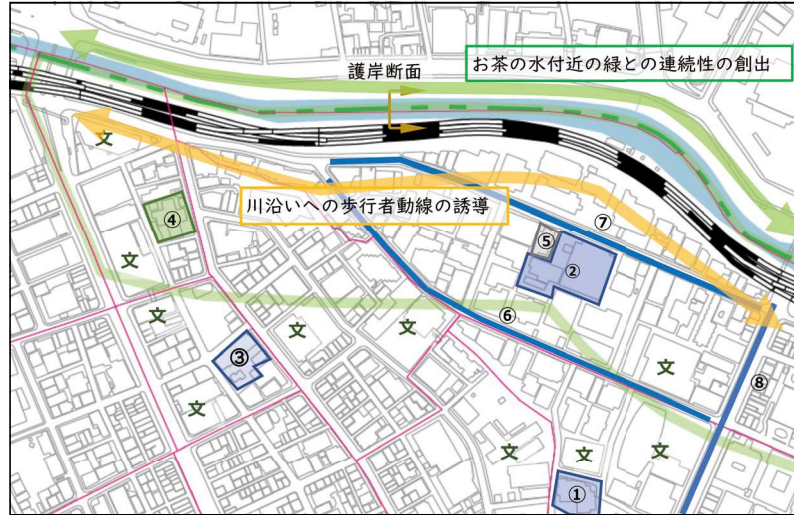 お茶の水付近の緑との連続性の創出
護岸断面
文
川沿いへの歩行者動線の誘導
④
⑦
⑤
②
文
⑥
文
文
文
③
文
文
⑧
文
文
文
①